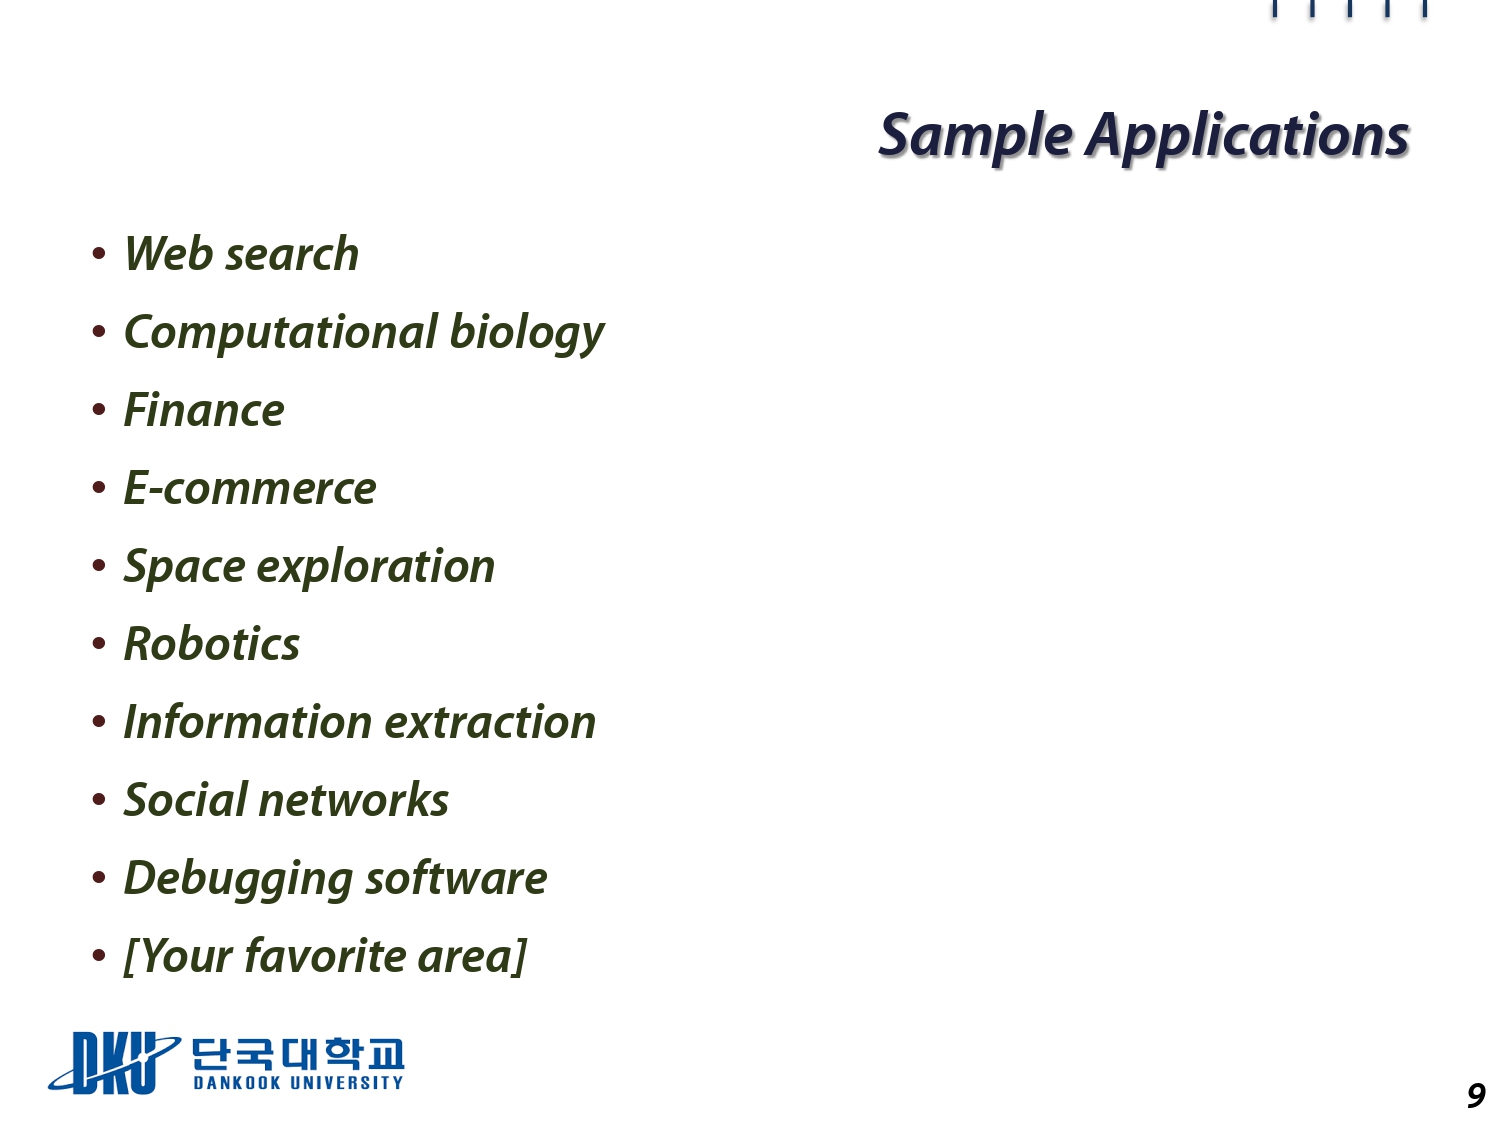 Sample Applications
• Web search
• Computational biology
• Finance
• E-commerce
• Space exploration
• Robotics
• Information extraction
• Social networks
• Debugging software
• [Your favorite area]
DKU 단국대학교
DANKOOK UNIVERSITY
9